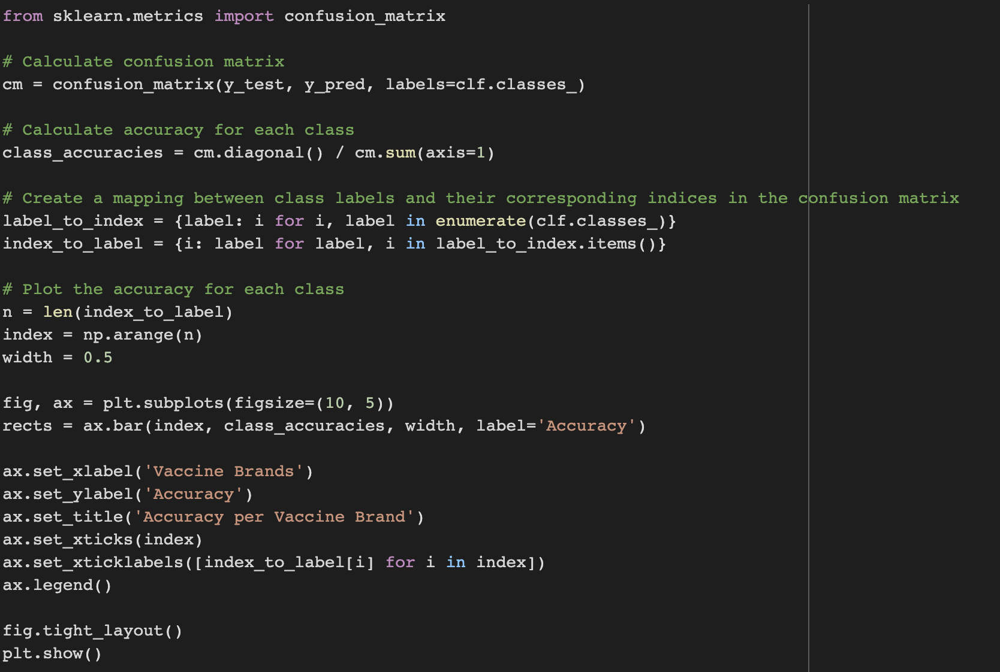 from sklearn.metrics import confusion_matrix
# Calculate confusion matrix
cm = confusion_matrix(y_test, y_pred, labels=clf.classes_)
# Calculate accuracy for each class
class_accuracies = cm.diagonal() / cm.sum(axis=1)
# Create a mapping between class labels and their corresponding indices in the confusion matrix
label_to_index = {label: i for i, label in enumerate(clf.classes_)}
index_to_label = {i: label for label, i in label_to_index.items()}
# Plot the accuracy for each class
n = len(index_to_label)
index = np.arange(n)
width = 0.5
fig, ax = plt.subplots(figsize=(10, 5))
rects = ax.bar(index, class_accuracies, width, label='Accuracy')
ax.set_xlabel('Vaccine Brands')
ax.set_ylabel('Accuracy')
ax.set_title('Accuracy per Vaccine Brand')
ax.set_xticks(index)
ax.set_xticklabels([index_to_label[i] for i in index])
ax.legend()
fig.tight_layout()
plt.show()